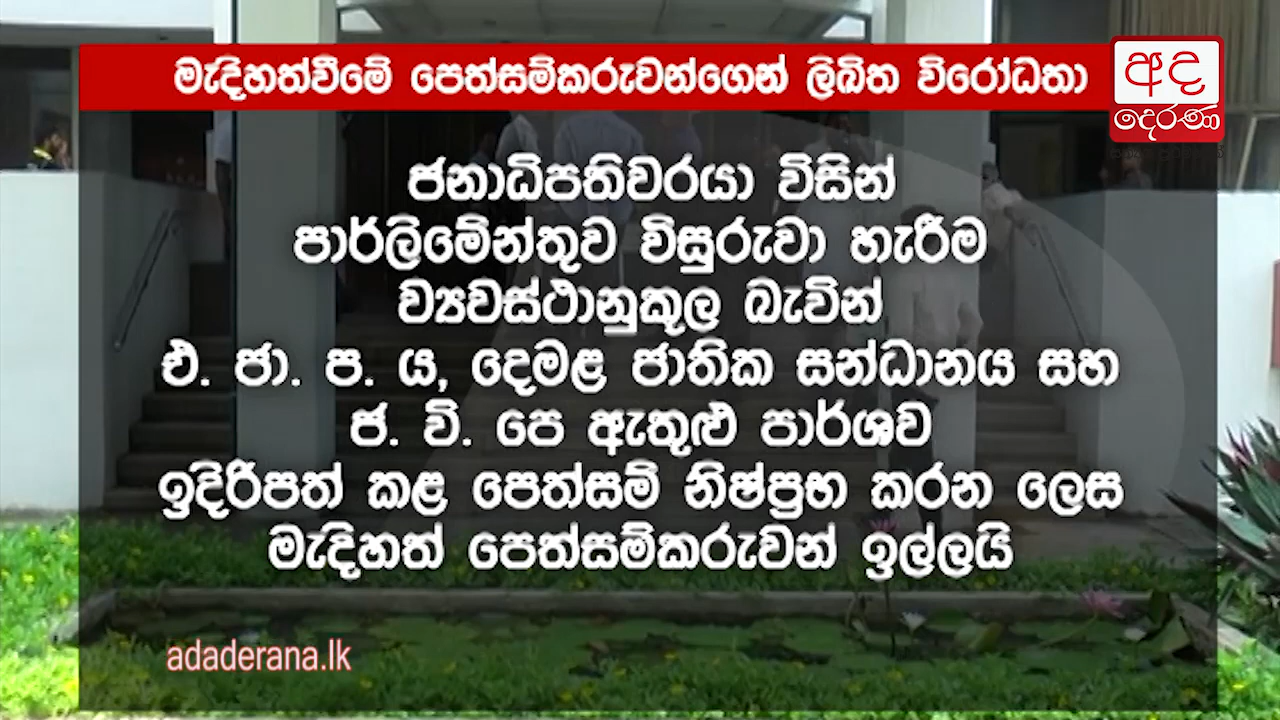 මැදිහත්වීමේ පෙත්සම්කරුවන්ගෙන් ලිඛිත විරෝධතා
අද
දෙරණ
ජනාධිපතිවරයා විසින්
පාර්ලිමේන්තුව විසුරුවා හැරීම
ව්‍යවස්ථානුකූල බැවින්
එ. ජා. ප. ය, දෙමළ ජාතික සන්ධානය සහ
ජ. වි. පෙ ඇතුළු පාර්ශව
ඉදිරිපත් කළ පෙත්සම් නිෂ්ප්‍රභ කරන ලෙස
මැදිහත් පෙත්සම්කරුවන් ඉල්ලයි
adaderana.lk